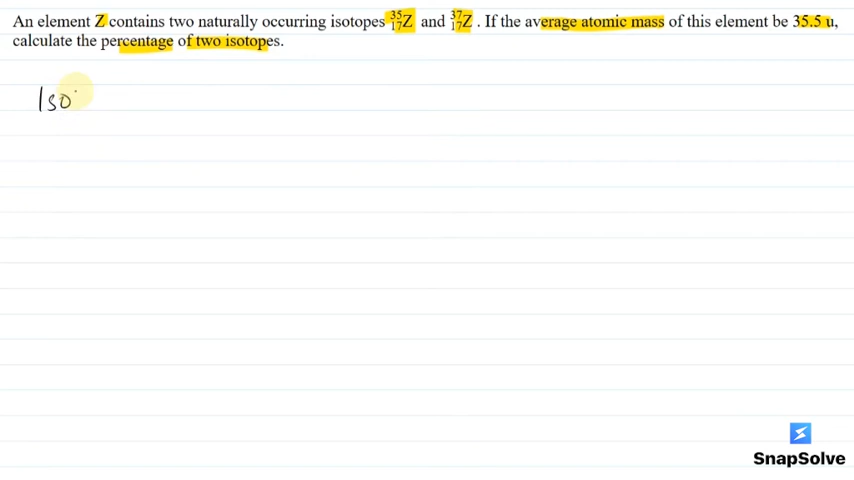 An element Z contains two naturally occurring isotopes ³⁵₁₇Z and ³⁷₁₇Z . If the average atomic mass of this element be 35.5 u,
calculate the percentage of two isotopes.
Iso
SnapSolve